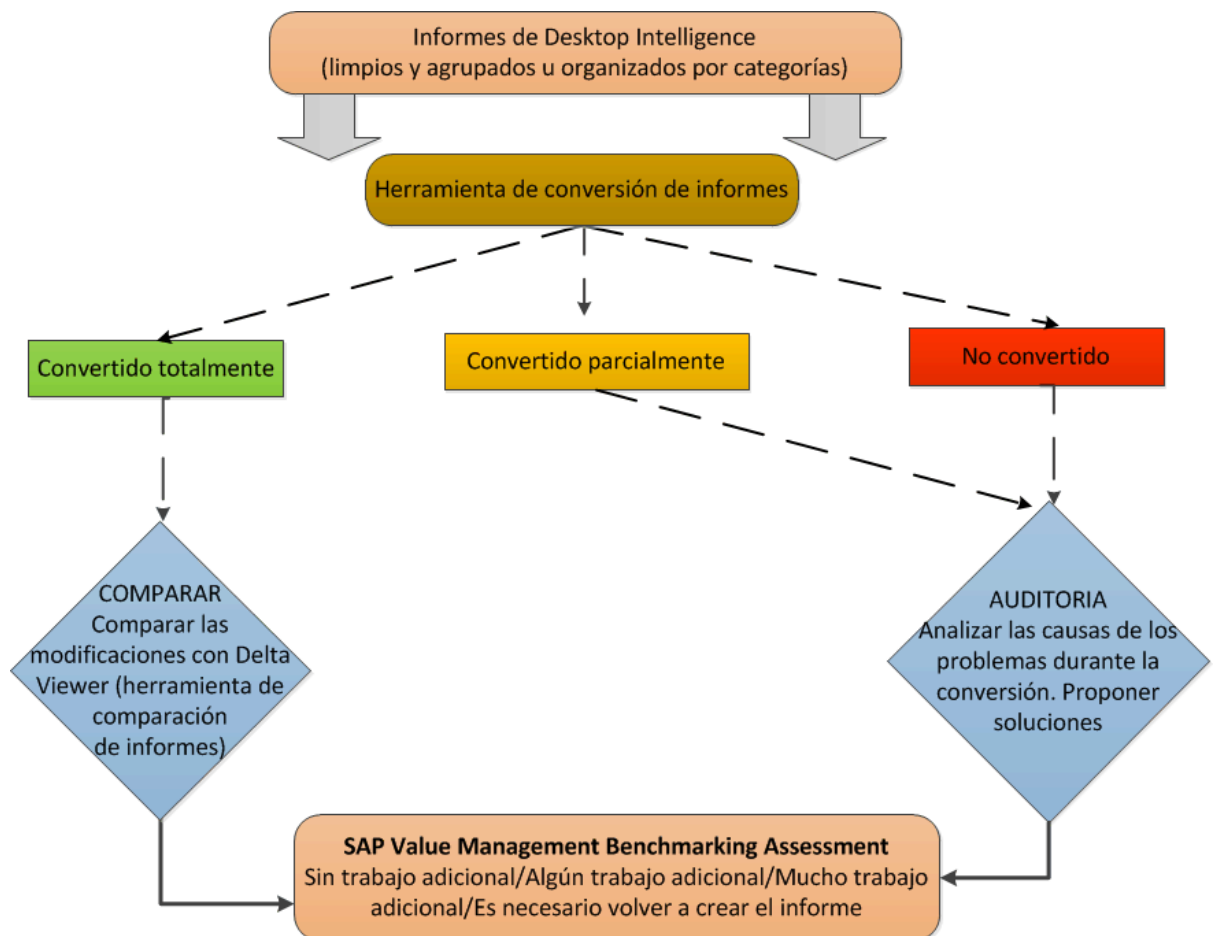 Informes de Desktop Intelligence
(limpios y agrupados u organizados por categorías)
Herramienta de conversión de informes
Convertido totalmente
Convertido parcialmente
No convertido
COMPARAR
Comparar las
modificaciones con Delta
Viewer (herramienta de
comparación
de informes)
AUDITORIA
Analizar las causas de los
problemas durante la
conversión. Proponer
soluciones
SAP Value Management Benchmarking Assessment
Sin trabajo adicional/Algún trabajo adicional/Mucho trabajo
adicional/Es necesario volver a crear el informe